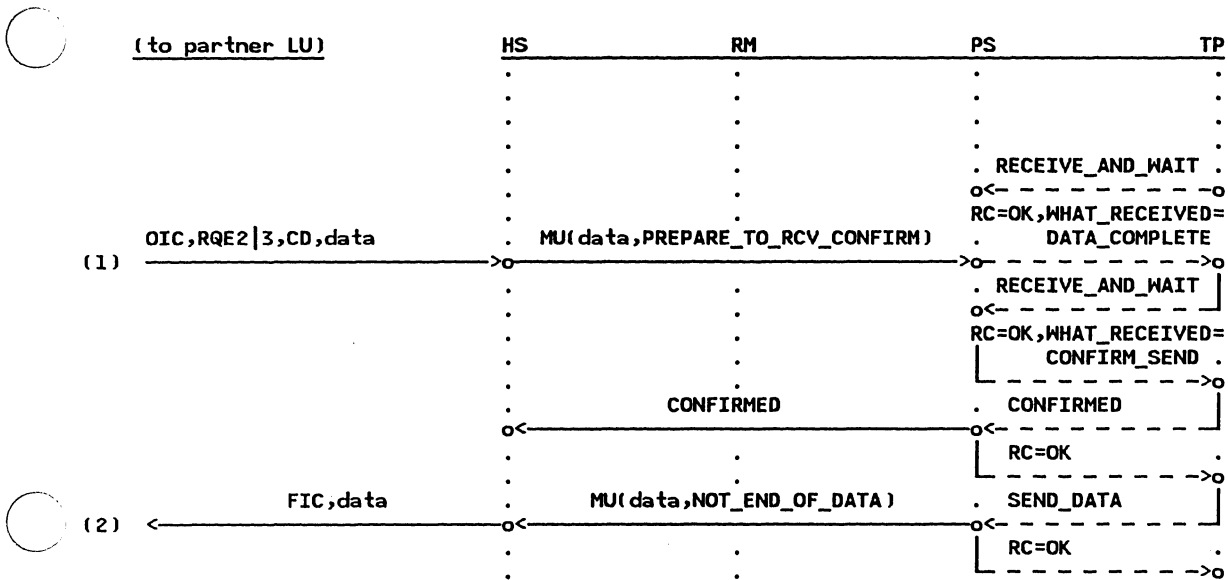 (to partner LU) HS RM PS TP
RECEIVE_AND_WAIT
RC=OK,WHAT_RECEIVED=
OIC,RQE2|3,CD,data MU(data,PREPARE_TO_RCV_CONFIRM) DATA_COMPLETE
(1)
RECEIVE_AND_WAIT
RC=OK,WHAT_RECEIVED=
CONFIRM_SEND
CONFIRMED CONFIRMED
RC=OK
FIC,data MU(data,NOT_END_OF_DATA) SEND_DATA
(2)
RC=OK